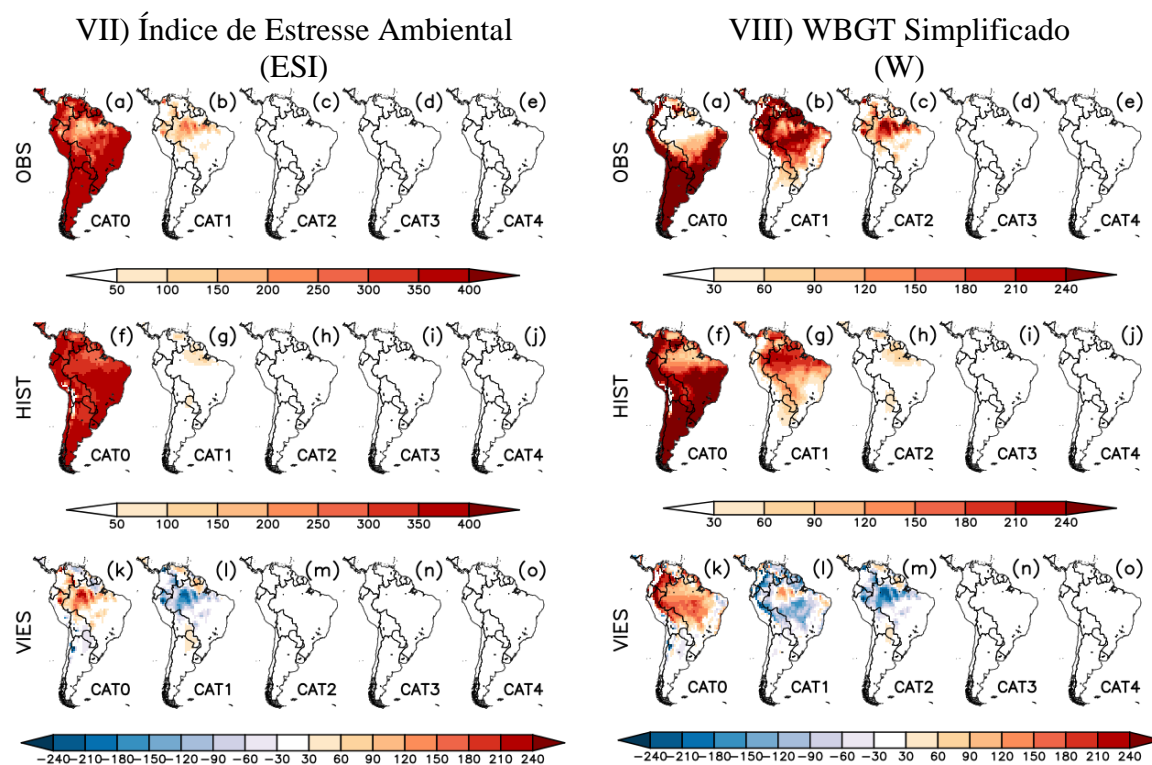 VII) Índice de Estresse Ambiental
(ESI)
VIII) WBGT Simplificado
(W)
OBS
(a) (b) (c) (d) (e)
CAT0 CAT1 CAT2 CAT3 CAT4
50 100 150 200 250 300 350 400
HIST
(f) (g) (h) (i) (j)
CAT0 CAT1 CAT2 CAT3 CAT4
50 100 150 200 250 300 350 400
VIES
(k) (l) (m) (n) (o)
CAT0 CAT1 CAT2 CAT3 CAT4
-240 -210 -180 -150 -120 -90 -60 -30 30 60 90 120 150 180 210 240
OBS
(a) (b) (c) (d) (e)
CAT0 CAT1 CAT2 CAT3 CAT4
30 60 90 120 150 180 210 240
HIST
(f) (g) (h) (i) (j)
CAT0 CAT1 CAT2 CAT3 CAT4
30 60 90 120 150 180 210 240
VIES
(k) (l) (m) (n) (o)
CAT0 CAT1 CAT2 CAT3 CAT4
-240 -210 -180 -150 -120 -90 -60 -30 30 60 90 120 150 180 210 240